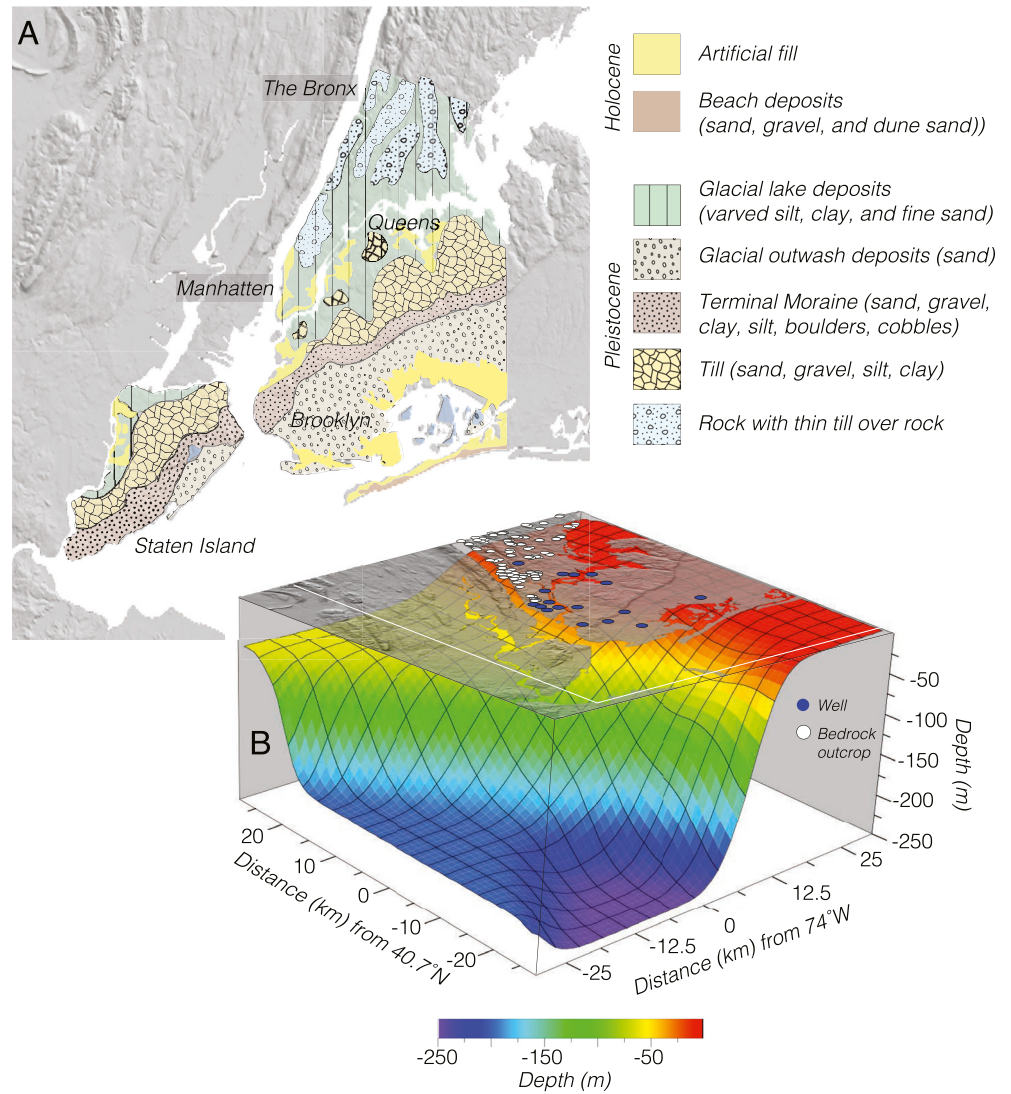 A
The Bronx
Queens
Manhatten
Brooklyn
Staten Island
Holocene
Artificial fill
Beach deposits
(sand, gravel, and dune sand))
Pleistocene
Glacial lake deposits
(varved silt, clay, and fine sand)
Glacial outwash deposits (sand)
Terminal Moraine (sand, gravel,
clay, silt, boulders, cobbles)
Till (sand, gravel, silt, clay)
Rock with thin till over rock
B
Well
Bedrock
outcrop
-50
-100
-150
-200
-250
Depth (m)
20
10
0
-10
-20
Distance (km) from 40.7°N
-25
-12.5
0
12.5
25
Distance (km) from 74°W
-250
-150
-50
Depth (m)